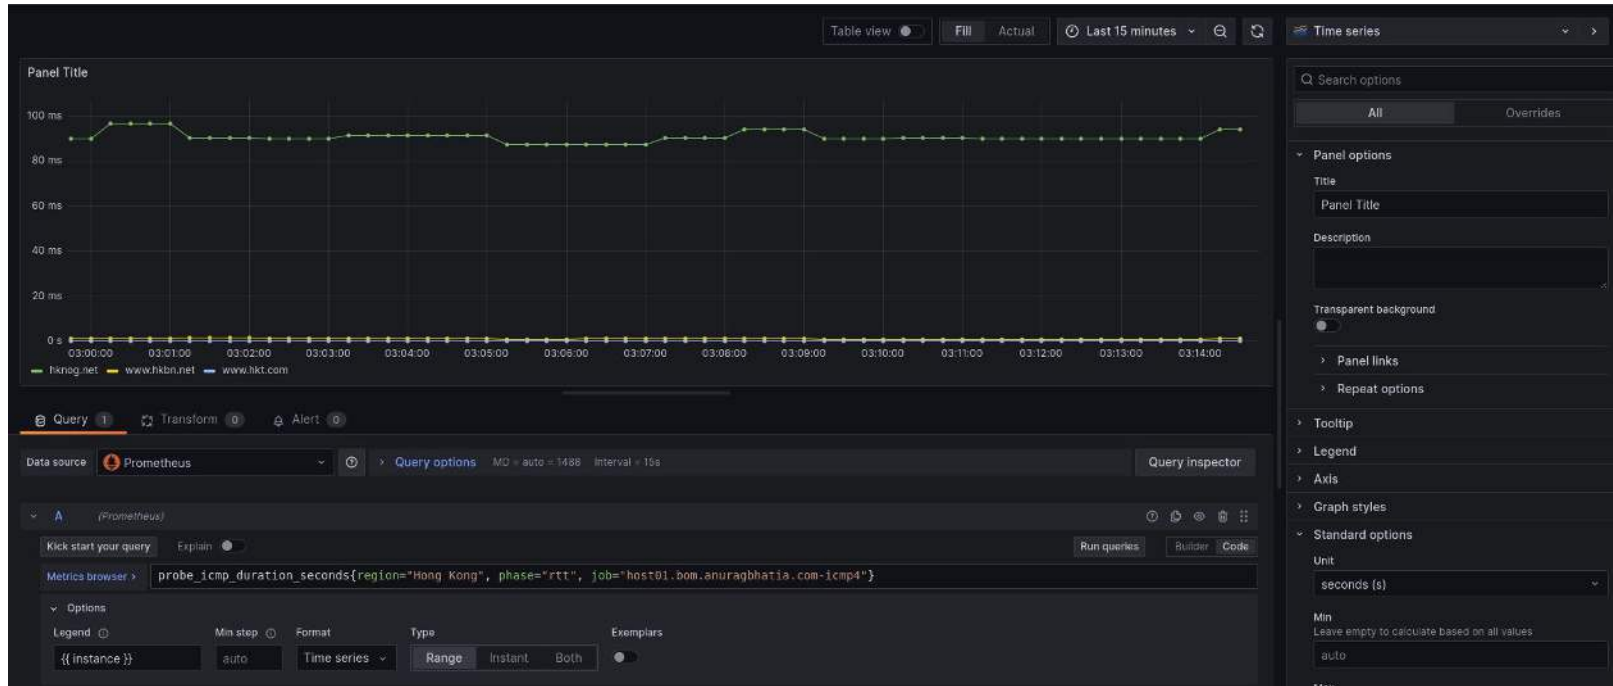 Table view Fill Actual Last 15 minutes Time series
Panel Title
Search options
All Overrides
100 ms
80 ms
60 ms
40 ms
20 ms
0 s
03:00:00 03:01:00 03:02:00 03:03:00 03:04:00 03:05:00 03:06:00 03:07:00 03:08:00 03:09:00 03:10:00 03:11:00 03:12:00 03:13:00 03:14:00
hknog.net www.hkbn.net www.hkt.com
Panel options
Title
Panel Title
Description
Transparent background
Panel links
Repeat options
Tooltip
Legend
Axis
Graph styles
Standard options
Unit
seconds (s)
Min
Leave empty to calculate based on all values
auto
Query 1 Transform 0 Alert 0
Data source Prometheus Query options MD = auto = 1488 Interval = 15s Query inspector
A (Prometheus)
Kick start your query Explain Run queries Builder Code
Metrics browser > probe_icmp_duration_seconds{region="Hong Kong", phase="rtt", job="host01.bom.anuragbhatia.com-icmp4"}
Options
Legend Min step Format Type Exemplars
{{ instance }} auto Time series Range Instant Both